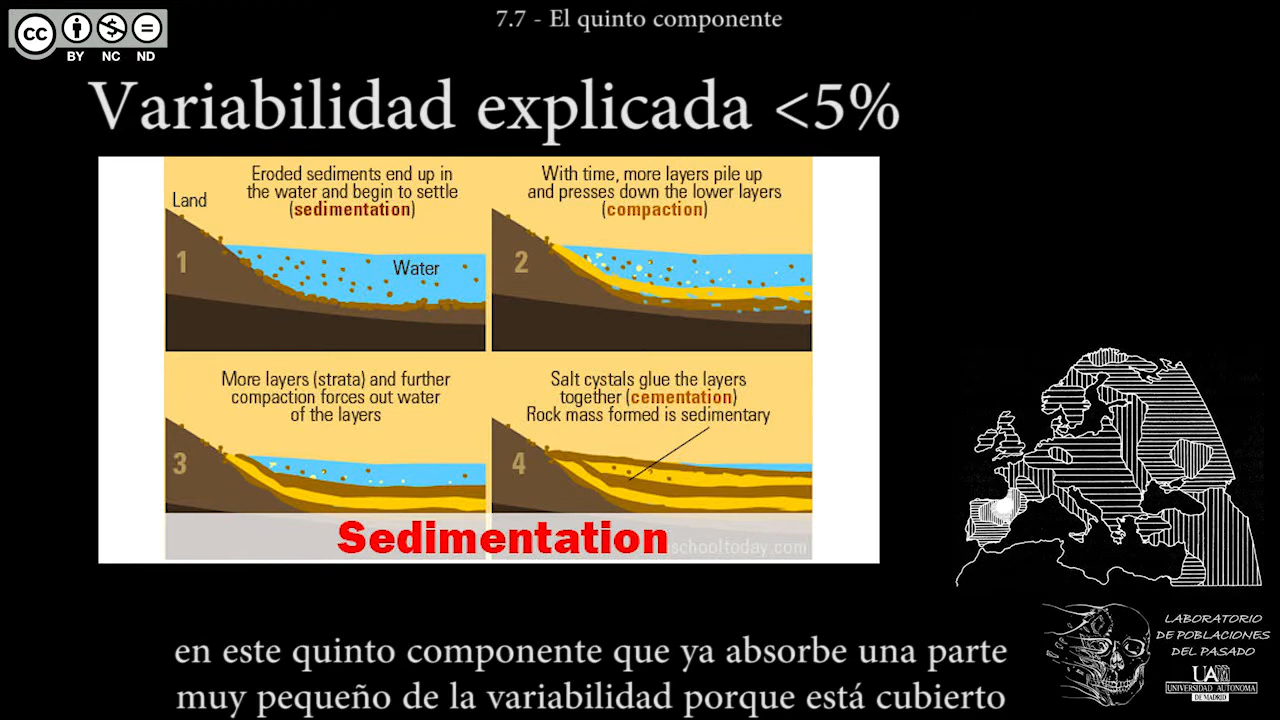 7.7 - El quinto componente
cc
BY NC ND
Variabilidad explicada <5%
Eroded sediments end up in
the water and begin to settle
(sedimentation)
Land
1
Water
With time, more layers pile up
and presses down the lower layers
(compaction)
2
More layers (strata) and further
compaction forces out water
of the layers
3
Salt cystals glue the layers
together (cementation)
Rock mass formed is sedimentary
4
Sedimentation
schooltoday.com
LABORATORIO
DE POBLACIONES
DEL PASADO
UAM
UNIVERSIDAD AUTONOMA
DE MADRID
en este quinto componente que ya absorbe una parte
muy pequeño de la variabilidad porque está cubierto